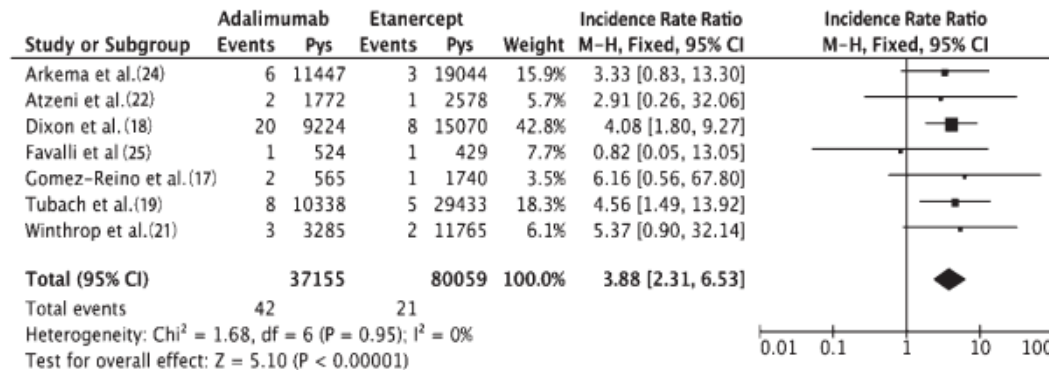 Adalimumab Etanercept Incidence Rate Ratio Incidence Rate Ratio
Study or Subgroup Events Pys Events Pys Weight M-H, Fixed, 95% CI M-H, Fixed, 95% CI
Arkema et al.(24) 6 11447 3 19044 15.9% 3.33 [0.83, 13.30]
Atzeni et al.(22) 2 1772 1 2578 5.7% 2.91 [0.26, 32.06]
Dixon et al.(18) 20 9224 8 15070 42.8% 4.08 [1.80, 9.27]
Favalli et al (25) 1 524 1 429 7.7% 0.82 [0.05, 13.05]
Gomez-Reino et al.(17) 2 565 1 1740 3.5% 6.16 [0.56, 67.80]
Tubach et al.(19) 8 10338 5 29433 18.3% 4.56 [1.49, 13.92]
Winthrop et al.(21) 3 3285 2 11765 6.1% 5.37 [0.90, 32.14]
Total (95% CI) 37155 80059 100.0% 3.88 [2.31, 6.53]
Total events 42 21
Heterogeneity: Chi² = 1.68, df = 6 (P = 0.95); I² = 0%
Test for overall effect: Z = 5.10 (P < 0.00001)
0.01 0.1 1 10 100